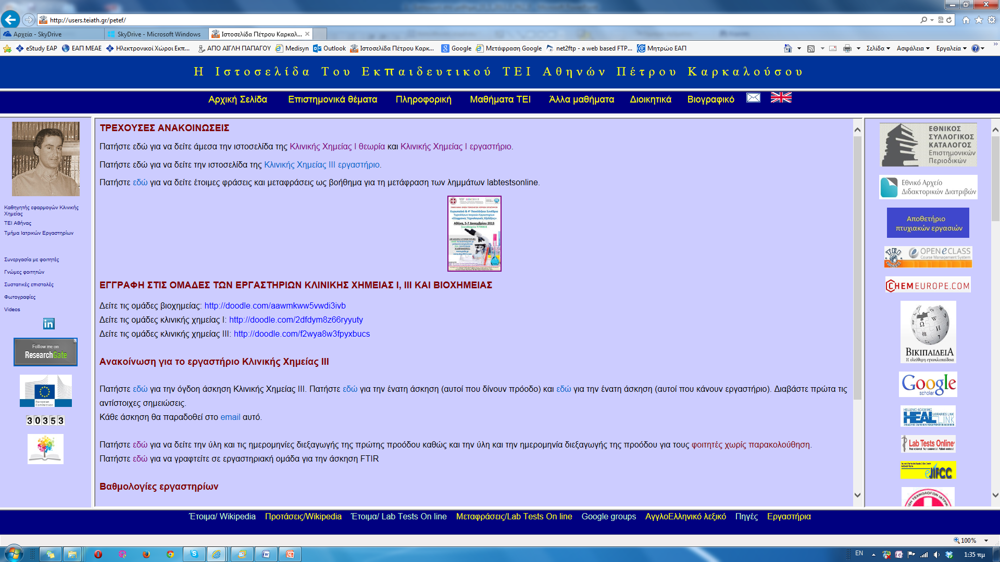 http://users.teiath.gr/petef/
Αρχεία - SkyDrive
SkyDrive - Microsoft Windows
Ιστοσελίδα Πέτρου Καρκαλ...
eStudy EAP
ΕΑΠ ΜΕΑΕ
Ηλεκτρονικοί Χώροι Εκπ...
ΑΠΟ ΑΙΓΛΗ ΠΑΠΑΓΟΥ
Medisyn
Outlook
Ιστοσελίδα Πέτρου Καρκ...
Google
Μετάφραση Google
net2ftp - a web based FTP...
Μητρώο ΕΑΠ
Σελίδα
Ασφάλεια
Εργαλεία
Η Ιστοσελίδα Του Εκπαιδευτικού ΤΕΙ Αθηνών Πέτρου Καρκαλούσου
Αρχική Σελίδα
Επιστημονικά θέματα
Πληροφορική
Μαθήματα ΤΕΙ
Άλλα μαθήματα
Διοικητικά
Βιογραφικό
Καθηγητής εφαρμογών Κλινικής
Χημείας
ΤΕΙ Αθήνας
Τμήμα Ιατρικών Εργαστηρίων
Συνεργασία με φοιτητές
Γνώμες φοιτητών
Συστατικές επιστολές
Φωτογραφίες
Videos
in
Follow me on
ResearchGate
European
Commission
30353
ΤΡΕΧΟΥΣΕΣ ΑΝΑΚΟΙΝΩΣΕΙΣ
Πατήστε εδώ για να δείτε άμεσα την ιστοσελίδα της Κλινικής Χημείας Ι θεωρία και Κλινικής Χημείας Ι εργαστήριο.
Πατήστε εδώ για να δείτε την ιστοσελίδα της Κλινικής Χημείας ΙΙΙ εργαστήριο.
Πατήστε εδώ για να δείτε έτοιμες φράσεις και μεταφράσεις ως βοήθημα για τη μετάφραση των λημμάτων labtestsonline.
Αθήνα, 5-7 Δεκεμβρίου 2013
ΕΓΓΡΑΦΗ ΣΤΙΣ ΟΜΑΔΕΣ ΤΩΝ ΕΡΓΑΣΤΗΡΙΩΝ ΚΛΙΝΙΚΗΣ ΧΗΜΕΙΑΣ Ι, ΙΙΙ ΚΑΙ ΒΙΟΧΗΜΕΙΑΣ
Δείτε τις ομάδες βιοχημείας: http://doodle.com/aawmkww5vwdi3ivb
Δείτε τις ομάδες κλινικής χημείας Ι: http://doodle.com/2dfdym8z66ryyuty
Δείτε τις ομάδες κλινικής χημείας ΙΙΙ: http://doodle.com/f2wya8w3fpyxbucs
Ανακοίνωση για το εργαστήριο Κλινικής Χημείας ΙΙΙ
Πατήστε εδώ για την όγδοη άσκηση Κλινικής Χημείας ΙΙΙ. Πατήστε εδώ για την ένατη άσκηση (αυτοί που δίνουν πρόοδο) και εδώ για την ένατη άσκηση (αυτοί που κάνουν εργαστήριο). Διαβάστε πρώτα τις
αντίστοιχες σημειώσεις.
Κάθε άσκηση θα παραδοθεί στο email αυτό.
Πατήστε εδώ για να δείτε την ύλη και τις ημερομηνίες διεξαγωγής της πρώτης προόδου καθώς και την ύλη και την ημερομηνία διεξαγωγής της προόδου για τους φοιτητές χωρίς παρακολούθηση.
Πατήστε εδώ για να γραφτείτε σε εργαστηριακή ομάδα για την άσκηση FTIR
Βαθμολογίες εργαστηρίων
ΕΘΝΙΚΟΣ
ΣΥΛΛΟΓΙΚΟΣ
ΚΑΤΑΛΟΓΟΣ
Επιστημονικών
Περιοδικών
Εθνικό Αρχείο
Διδακτορικών Διατριβών
Αποθετήριο
πτυχιακών εργασιών
OPEN eCLASS
Course Management System
CHEMEUROPE.COM
ΒΙΚΙΠΑΙΔΕΙΑ
Η ελεύθερη εγκυκλοπαίδεια
Google
scholar
HELLENIC ACADEMIC
LIBRARIES LINK
HEAL LINK
Lab Tests Online
eJIFCC
Έτοιμα/ Wikipedia
Προτάσεις/Wikipedia
Έτοιμα/ Lab Tests On line
Μεταφράσεις/Lab Tests On line
Google groups
ΑγγλοΕλληνικό λεξικό
Πηγές
Εργαστήρια
100%
EN
1:35 πμ